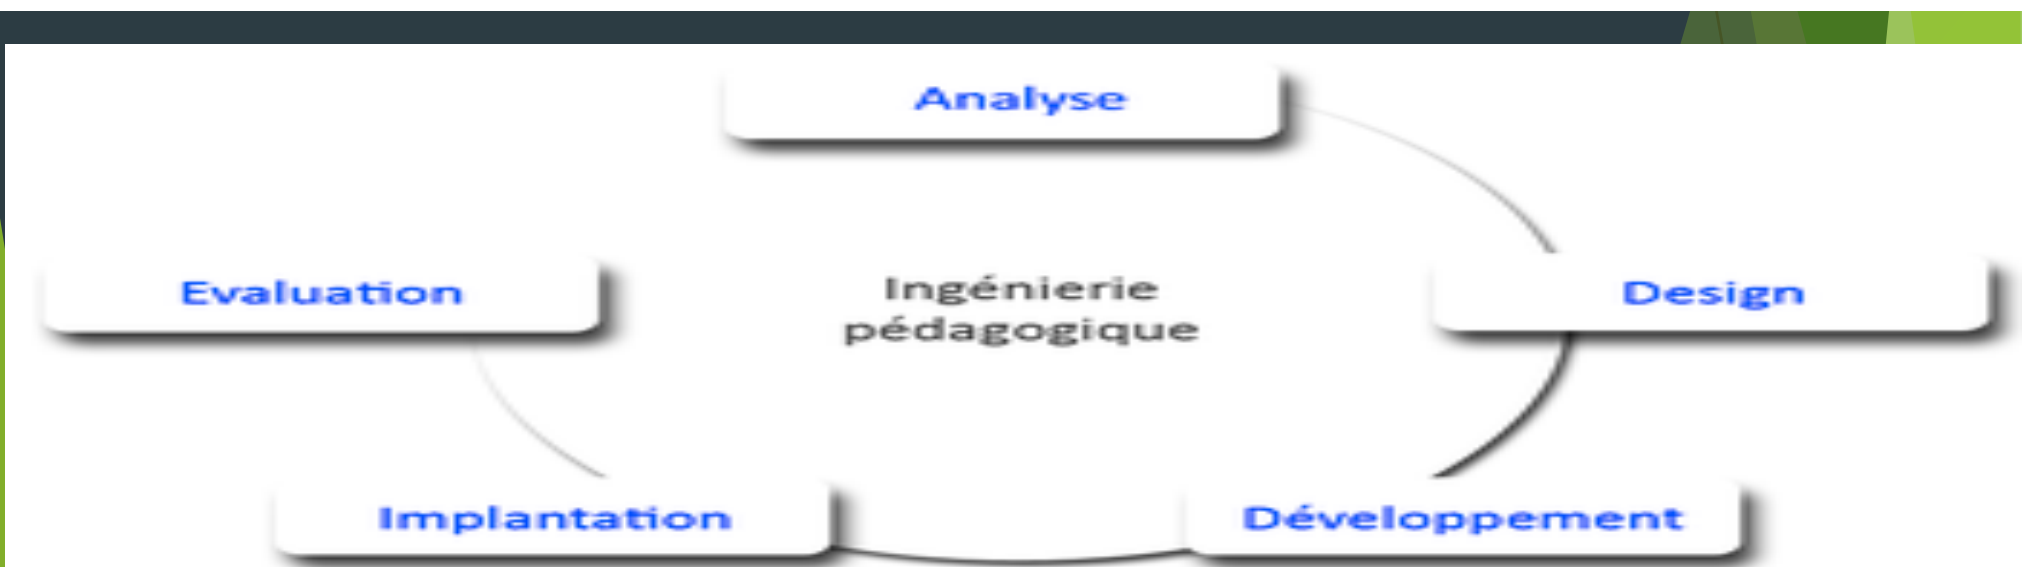 Analyse
Evaluation
Ingénierie
pédagogique
Design
Implantation
Développement